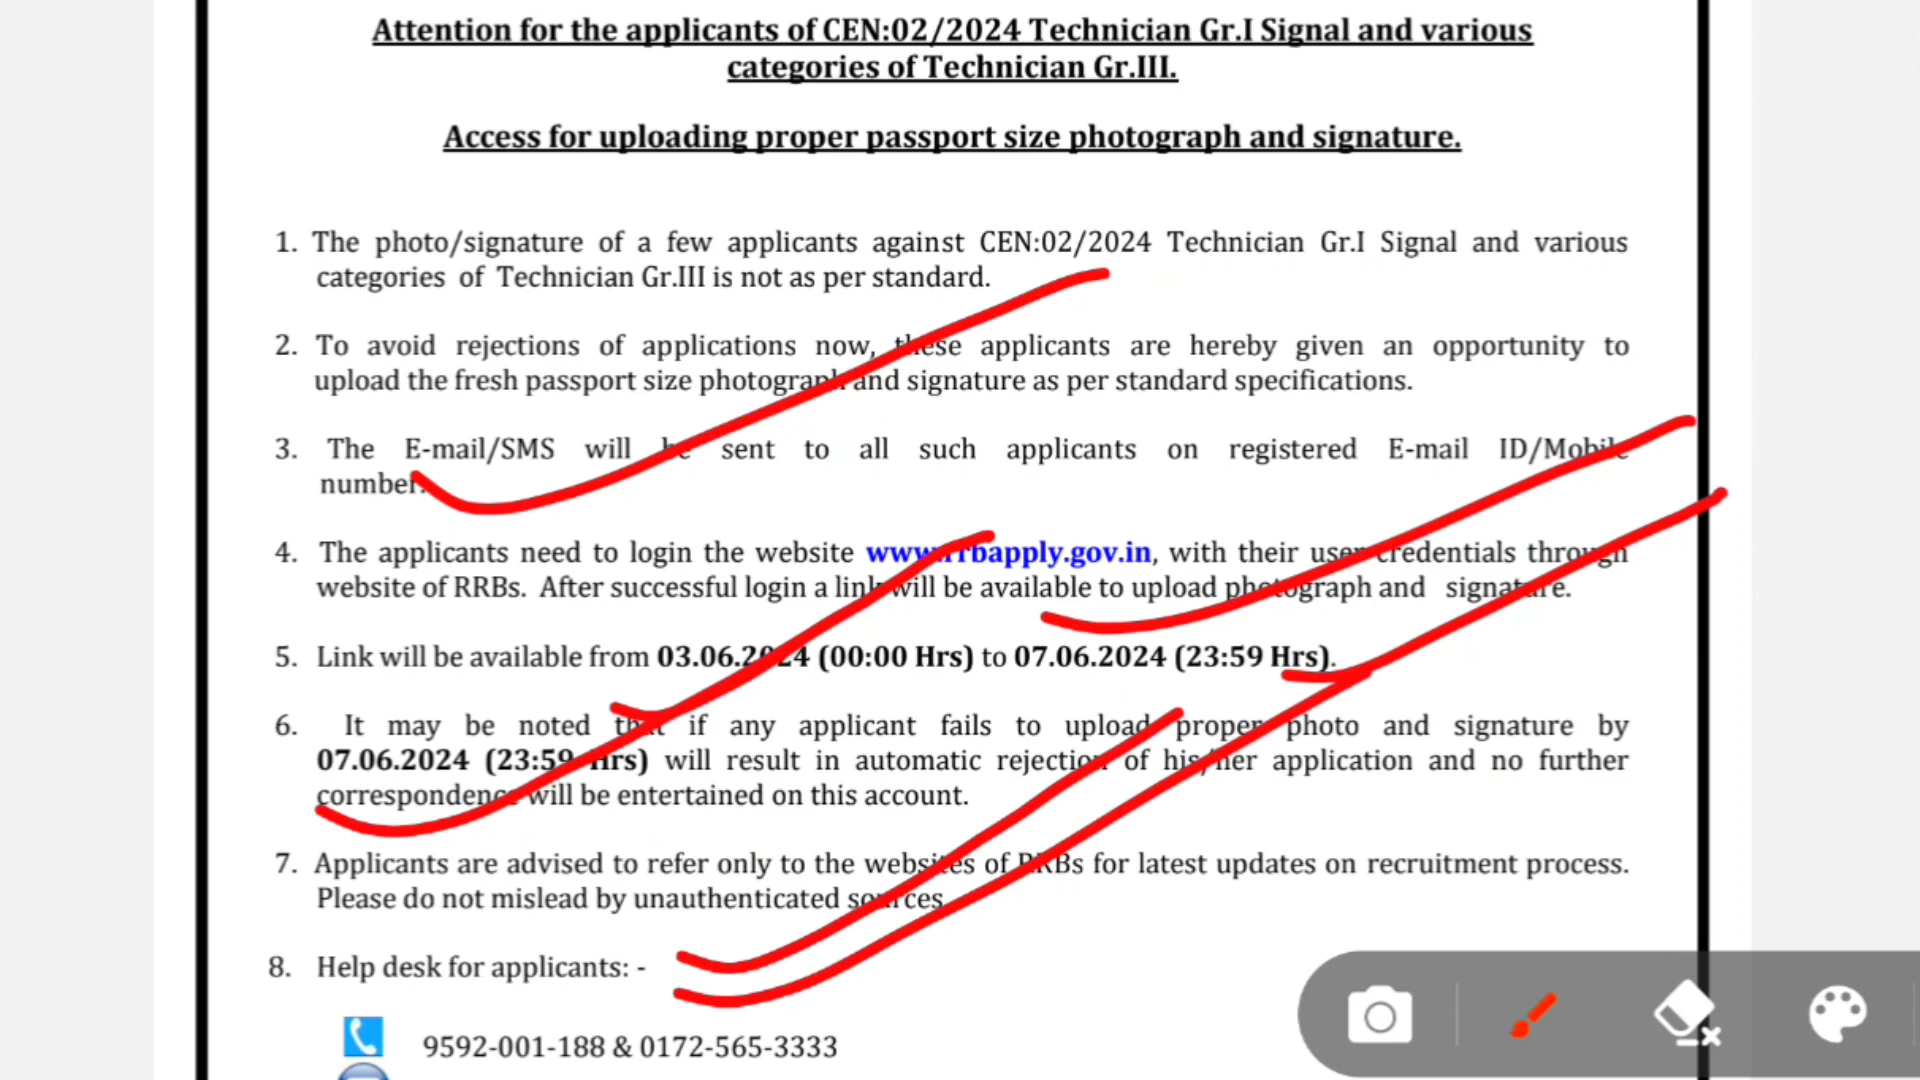 Attention for the applicants of CEN:02/2024 Technician Gr.I Signal and various
categories of Technician Gr.III.
Access for uploading proper passport size photograph and signature.
1. The photo/signature of a few applicants against CEN:02/2024 Technician Gr.I Signal and various
categories of Technician Gr.III is not as per standard.
2. To avoid rejections of applications now, these applicants are hereby given an opportunity to
upload the fresh passport size photograph and signature as per standard specifications.
3. The E-mail/SMS will be sent to all such applicants on registered E-mail ID/Mobile
number.
4. The applicants need to login the website www.rrbapply.gov.in, with their user credentials through
website of RRBs. After successful login a link will be available to upload photograph and signature.
5. Link will be available from 03.06.2024 (00:00 Hrs) to 07.06.2024 (23:59 Hrs).
6. It may be noted that if any applicant fails to upload proper photo and signature by
07.06.2024 (23:59 Hrs) will result in automatic rejection of his/her application and no further
correspondence will be entertained on this account.
7. Applicants are advised to refer only to the websites of RRBs for latest updates on recruitment process.
Please do not mislead by unauthenticated sources.
8. Help desk for applicants: -
9592-001-188 & 0172-565-3333